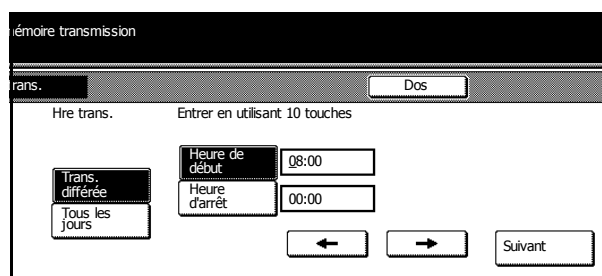 émoire transmission
rans.
Dos
Hre trans.
Entrer en utilisant 10 touches
Trans.
différée
Tous les
jours
Heure de
début
08:00
Heure
d'arrêt
00:00
Suivant